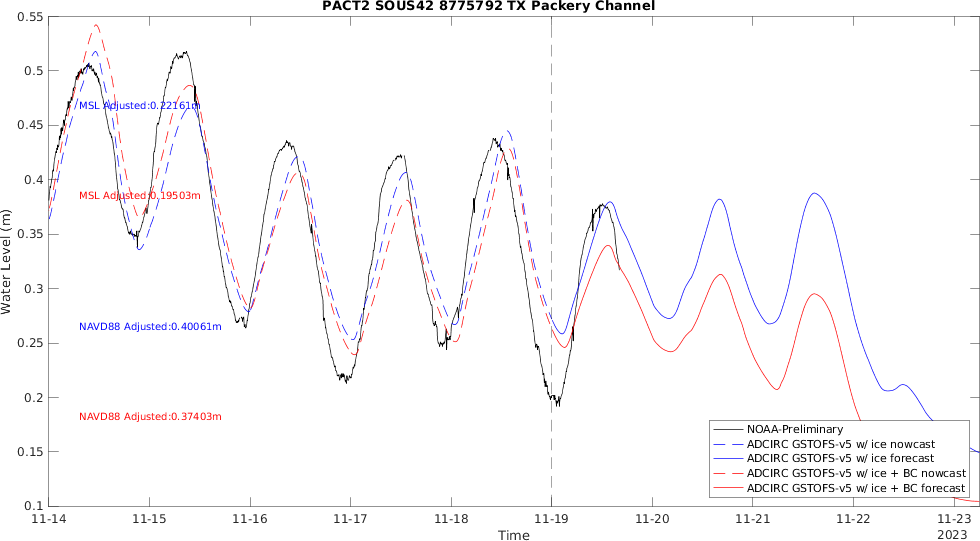 PACT2 SOUS42 8775792 TX Packery Channel
0.55
0.5
0.45
0.4
0.35
0.3
0.25
0.2
0.15
0.1
Water Level (m)
MSL Adjusted:0.22161m
MSL Adjusted:0.19503m
NAVD88 Adjusted:0.40061m
NAVD88 Adjusted:0.37403m
NOAA-Preliminary
ADCIRC GSTOFS-v5 w/ ice nowcast
ADCIRC GSTOFS-v5 w/ ice forecast
ADCIRC GSTOFS-v5 w/ ice + BC nowcast
ADCIRC GSTOFS-v5 w/ ice + BC forecast
11-14 11-15 11-16 11-17 11-18 11-19 11-20 11-21 11-22 11-23
Time
2023